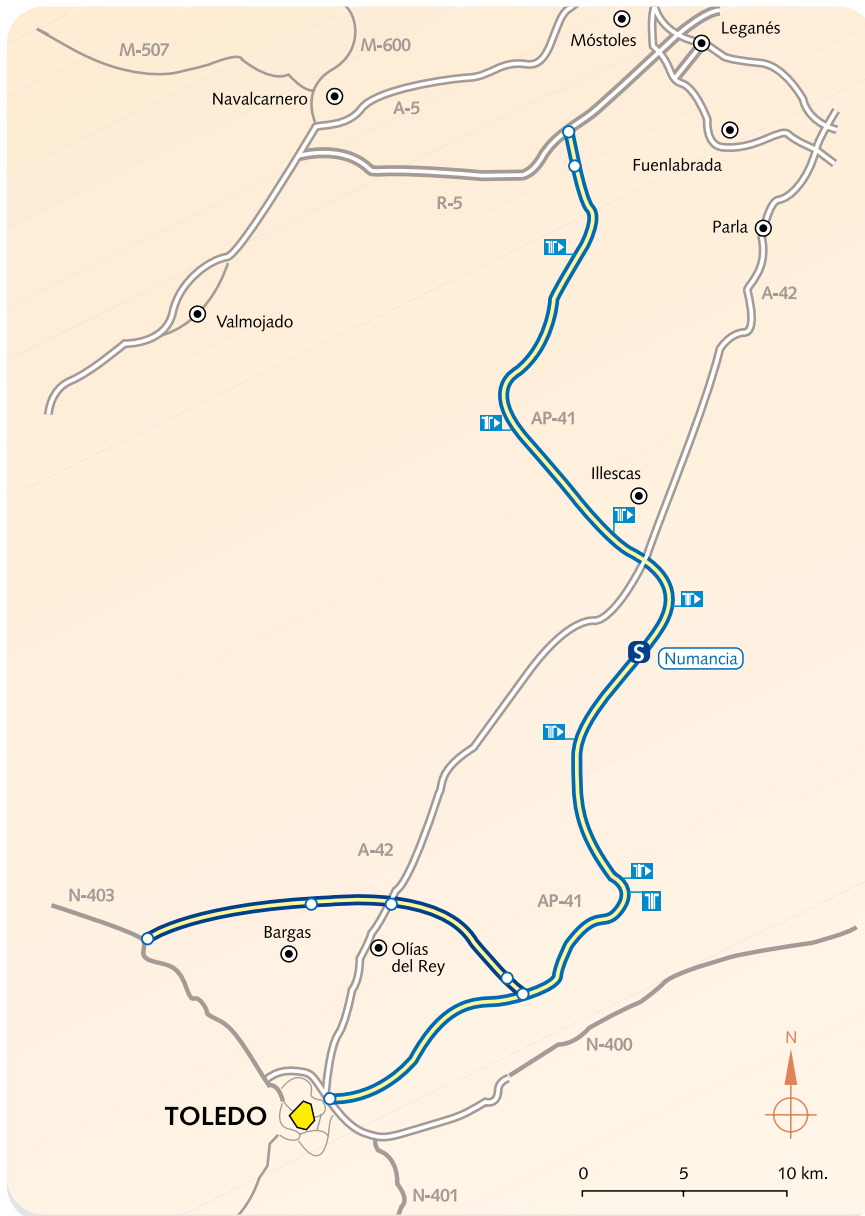 Leganés
Móstoles
M-600
M-507
Navalcarnero
A-5
Fuenlabrada
R-5
Parla
A-42
Valmojado
AP-41
Illescas
S
Numancia
A-42
N-403
AP-41
Bargas
Olías
del Rey
N-400
N
TOLEDO
0 5 10 km.
N-401